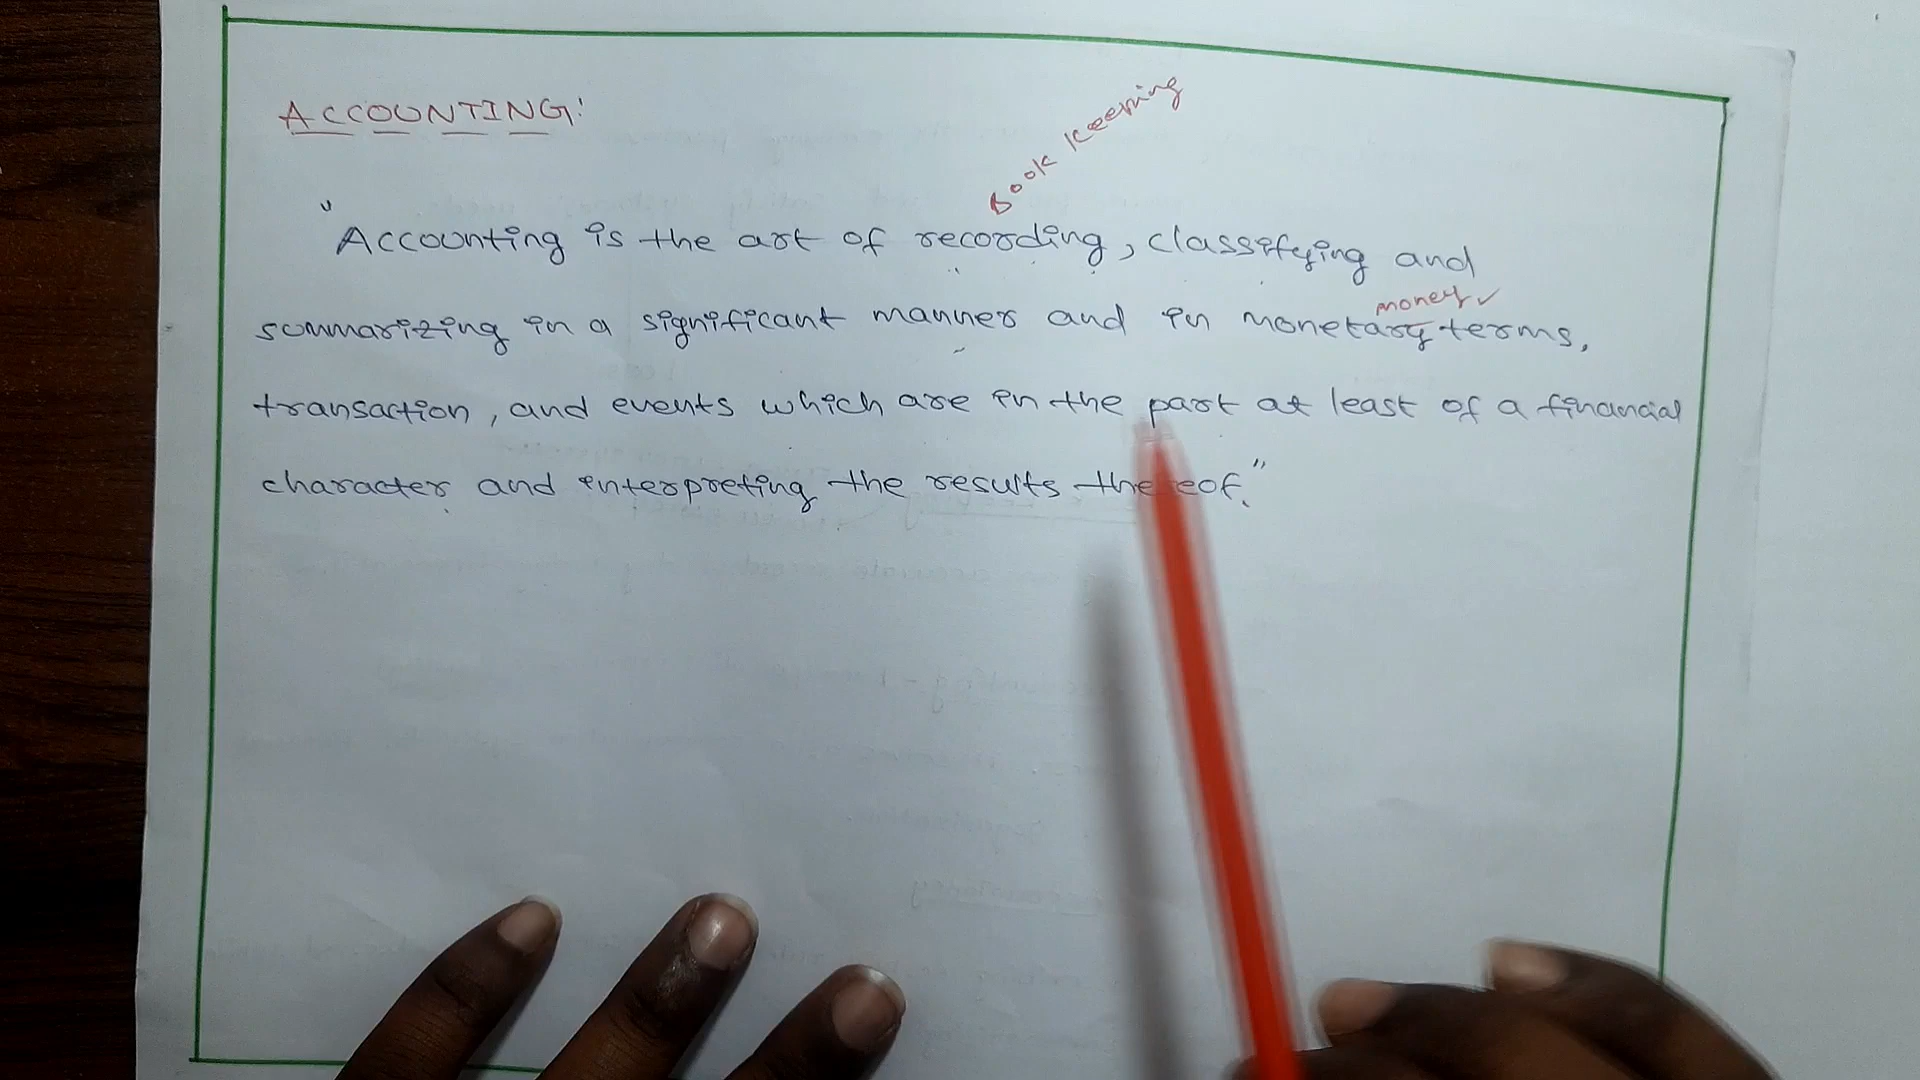 ACCOUNTING:
Book Keeping
"Accounting is the art of recording, classifying and
money
summarizing in a significant manner and in monetary terms,
transaction, and events which are in the part at least of a financial
character and interpreting the results thereof."